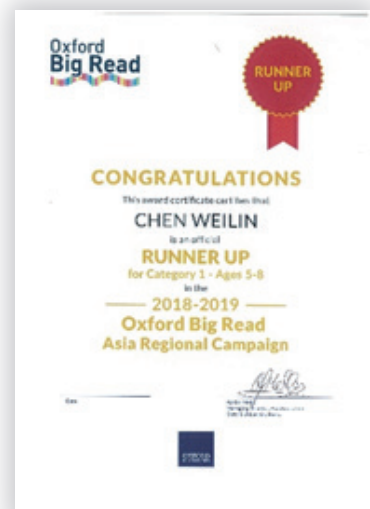 Oxford
Big Read
RUNNER
UP
CONGRATULATIONS
This award certificate certifies that
CHEN WEILIN
is an official
RUNNER UP
for Category 1 - Ages 5-8
in the
2018-2019
Oxford Big Read
Asia Regional Campaign